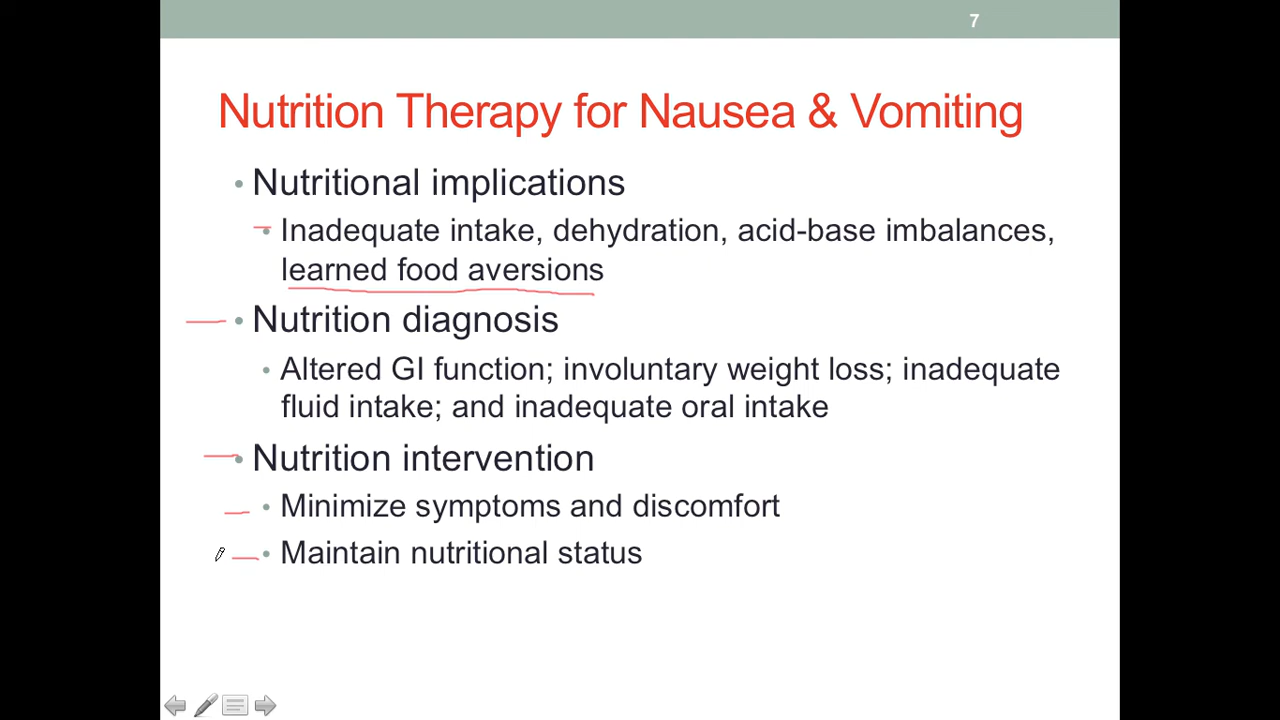 7
Nutrition Therapy for Nausea & Vomiting
• Nutritional implications
• Inadequate intake, dehydration, acid-base imbalances,
learned food aversions
• Nutrition diagnosis
• Altered GI function; involuntary weight loss; inadequate
fluid intake; and inadequate oral intake
• Nutrition intervention
• Minimize symptoms and discomfort
• Maintain nutritional status